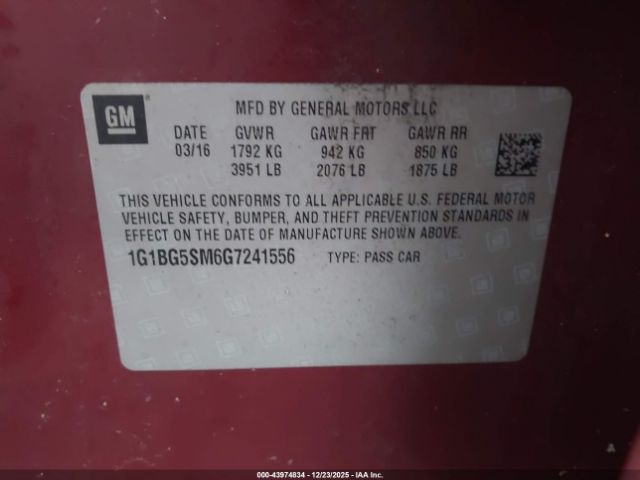 GM
MFD BY GENERAL MOTORS LLC
DATE GVWR GAWR FRT GAWR RR
03/16 1792 KG 942 KG 850 KG
3951 LB 2076 LB 1875 LB
THIS VEHICLE CONFORMS TO ALL APPLICABLE U.S. FEDERAL MOTOR
VEHICLE SAFETY, BUMPER, AND THEFT PREVENTION STANDARDS IN
EFFECT ON THE DATE OF MANUFACTURE SHOWN ABOVE.
1G1BG5SM6G7241556 TYPE: PASS CAR
000-43974834 - 12/23/2025 - IAA Inc.